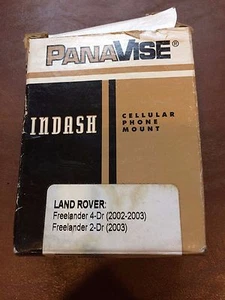 PANAVISE®
INDASH
CELLULAR
PHONE
MOUNT
LAND ROVER:
Freelander 4-Dr (2002-2003)
Freelander 2-Dr (2003)